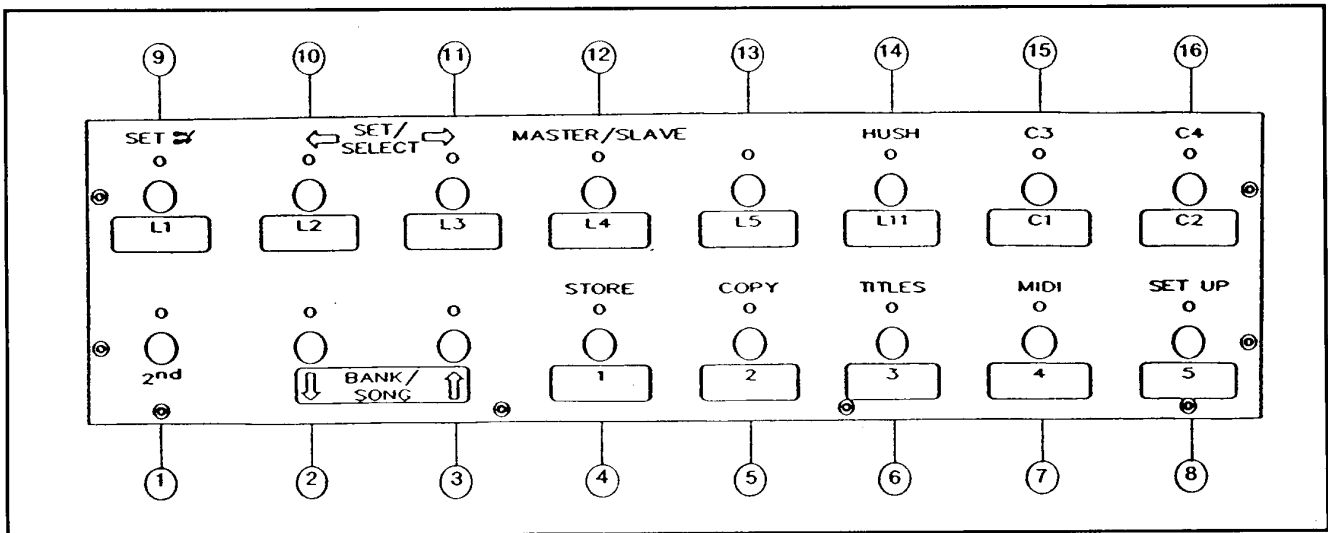 9 10 11 12 13 14 15 16
SET SET/ MASTER/SLAVE HUSH C3 C4
SELECT
L1 L2 L3 L4 L5 L11 C1 C2
STORE COPY TITLES MIDI SET UP
2nd BANK/ 1 2 3 4 5
SONG
1 2 3 4 5 6 7 8